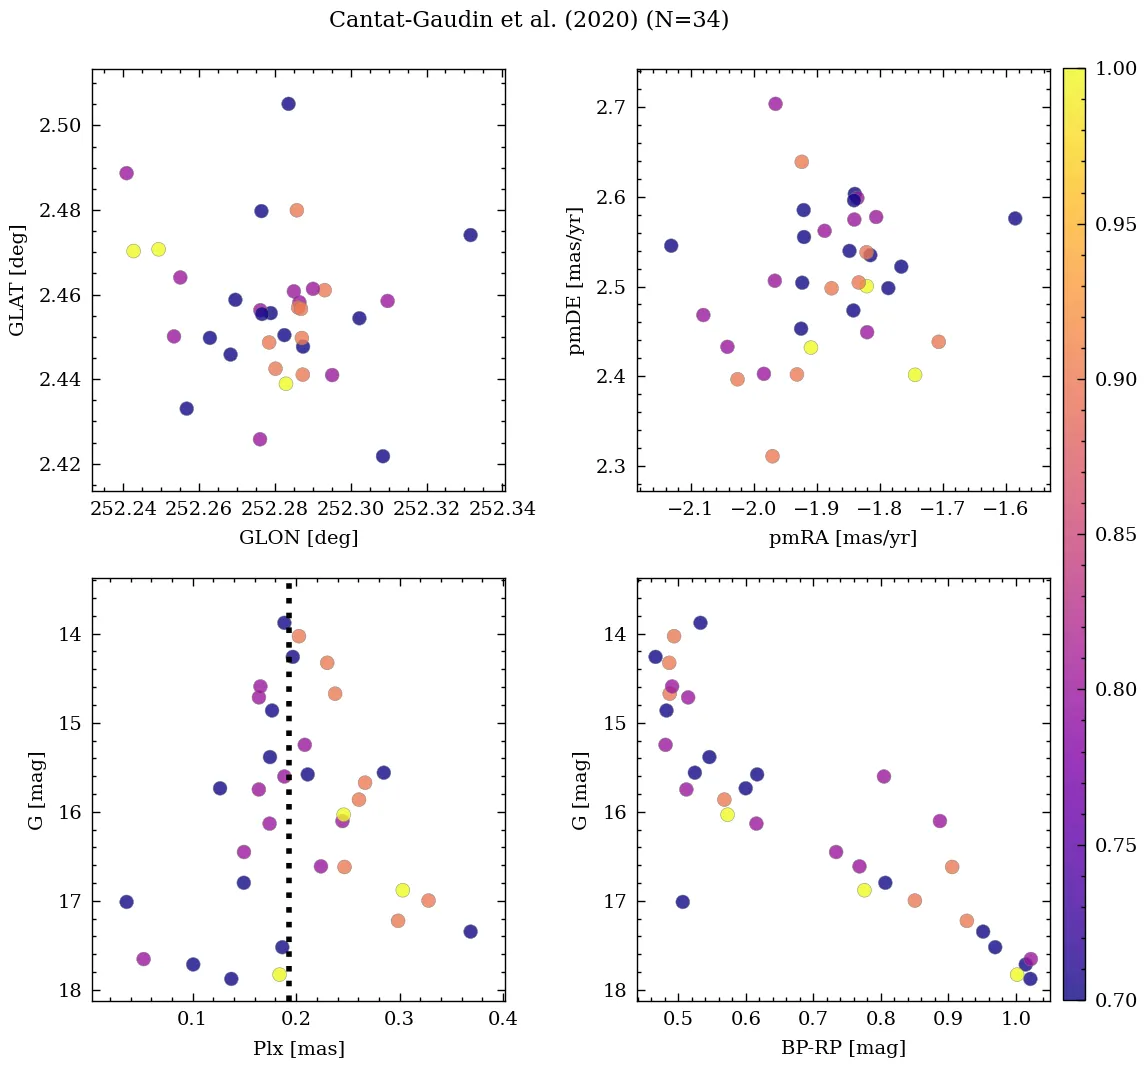 Cantat-Gaudin et al. (2020) (N=34)
2.50
2.48
2.46
2.44
2.42
GLAT [deg]
252.24 252.26 252.28 252.30 252.32 252.34
GLON [deg]
2.7
2.6
2.5
2.4
2.3
pmDE [mas/yr]
−2.1 −2.0 −1.9 −1.8 −1.7 −1.6
pmRA [mas/yr]
14
15
16
17
18
G [mag]
0.1 0.2 0.3 0.4
Plx [mas]
14
15
16
17
18
G [mag]
0.5 0.6 0.7 0.8 0.9 1.0
BP-RP [mag]
1.00
0.95
0.90
0.85
0.80
0.75
0.70